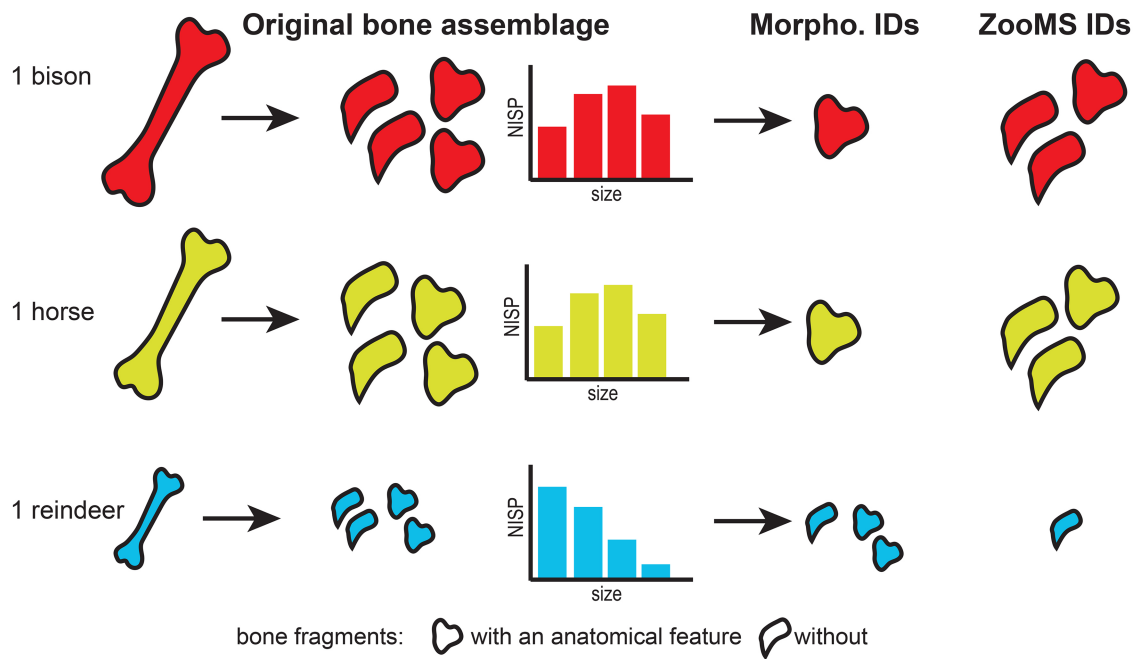 Original bone assemblage
Morpho. IDs
ZooMS IDs
1 bison
NISP
size
1 horse
NISP
size
1 reindeer
NISP
size
bone fragments: with an anatomical feature without